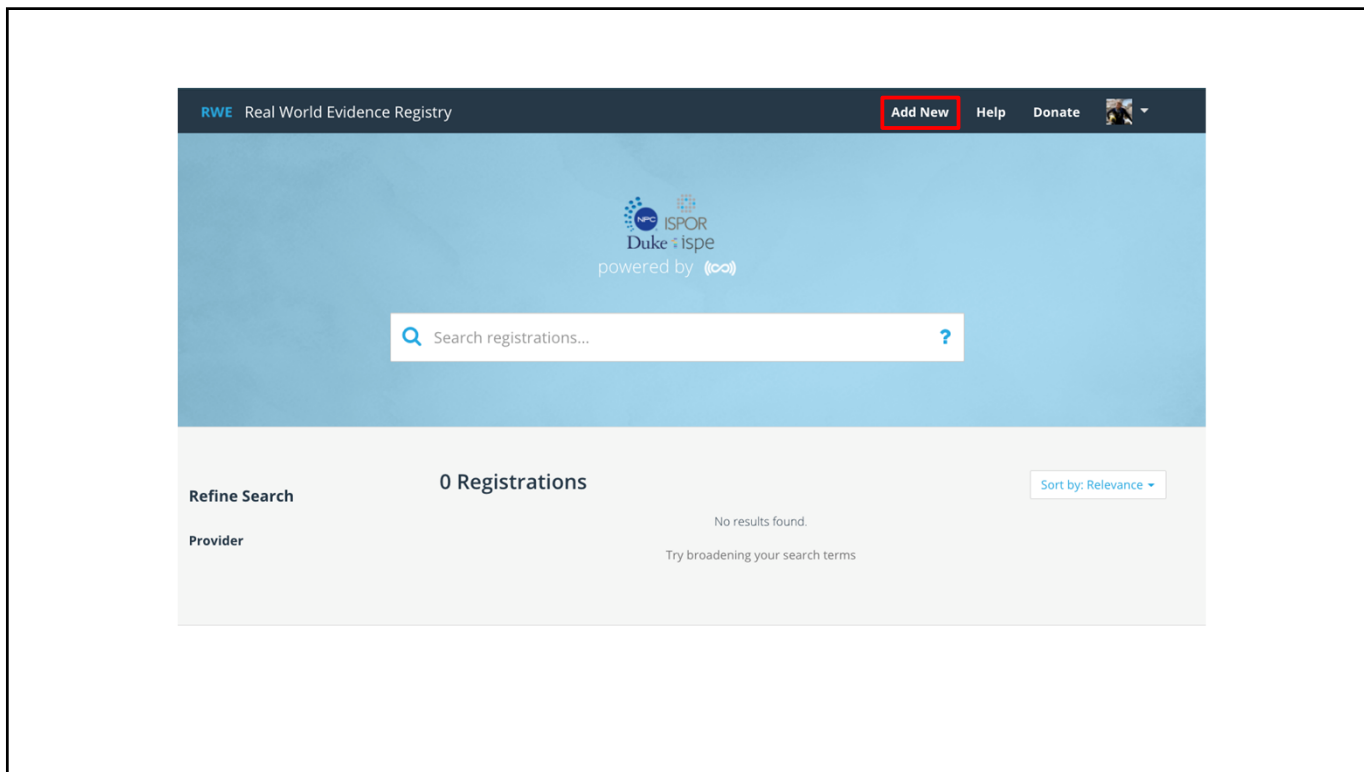 RWE Real World Evidence Registry Add New Help Donate
NPC ISPOR
Duke ispe
powered by
Search registrations... ?
0 Registrations Sort by: Relevance
Refine Search
No results found.
Provider
Try broadening your search terms